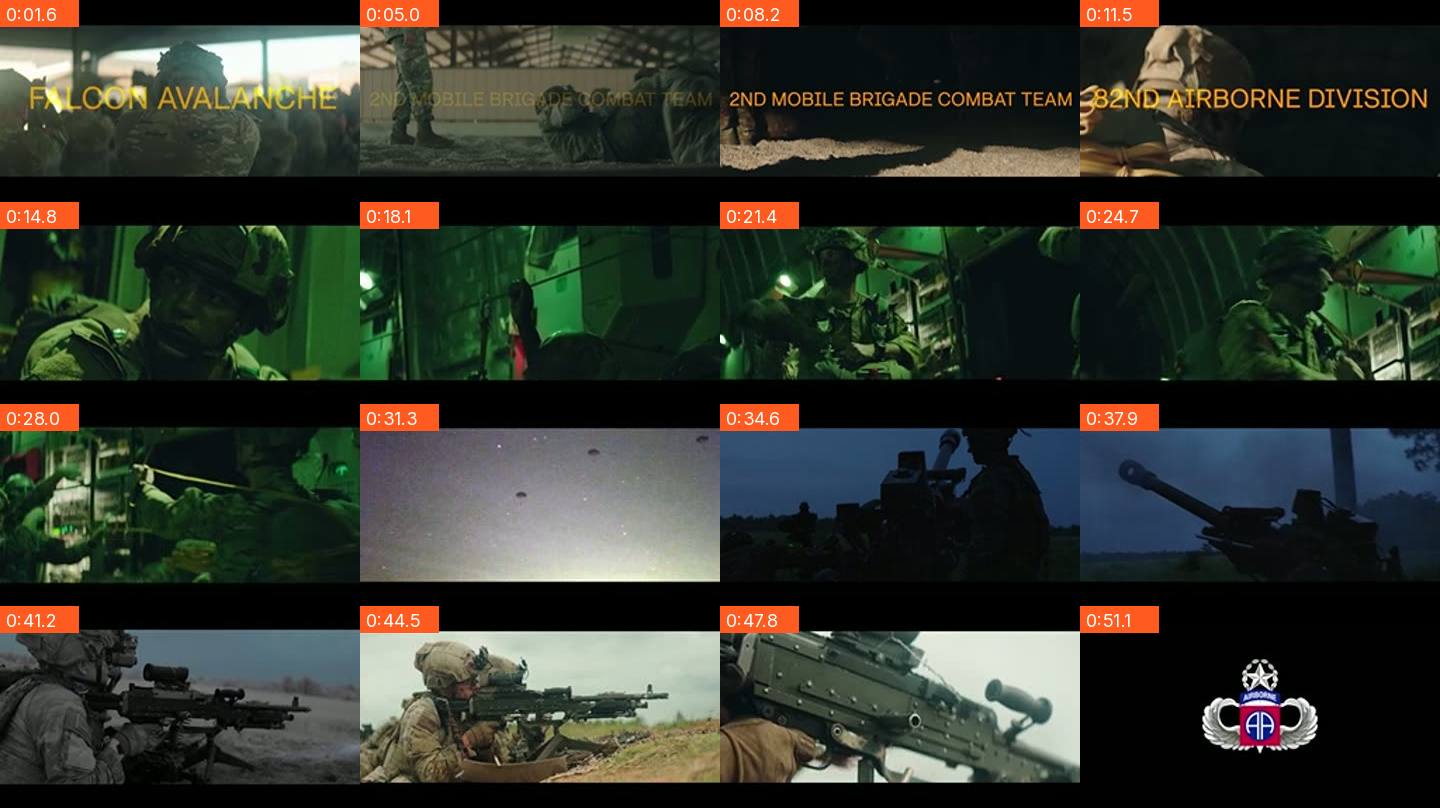 0:01.6
0:05.0
0:08.2
0:11.5
FALCON AVALANCHE
2ND MOBILE BRIGADE COMBAT TEAM
2ND MOBILE BRIGADE COMBAT TEAM
82ND AIRBORNE DIVISION
0:14.8
0:18.1
0:21.4
0:24.7
0:28.0
0:31.3
0:34.6
0:37.9
0:41.2
0:44.5
0:47.8
0:51.1
AIRBORNE
AA